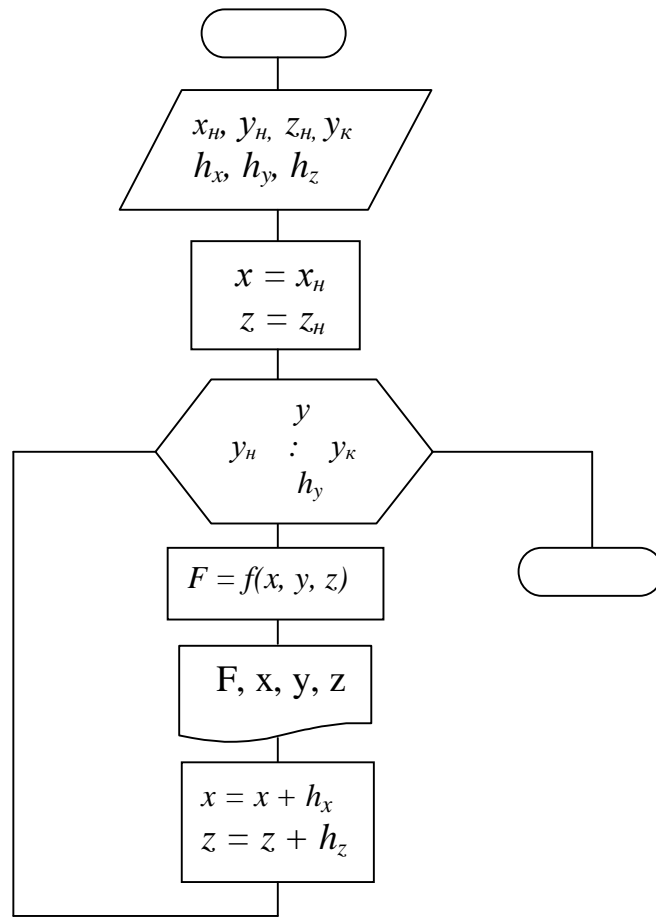 xн, yн, zн, yк
hx, hy, hz
x = xн
z = zн
y
yн : yк
hy
F = f(x, y, z)
F, x, y, z
x = x + hx
z = z + hz